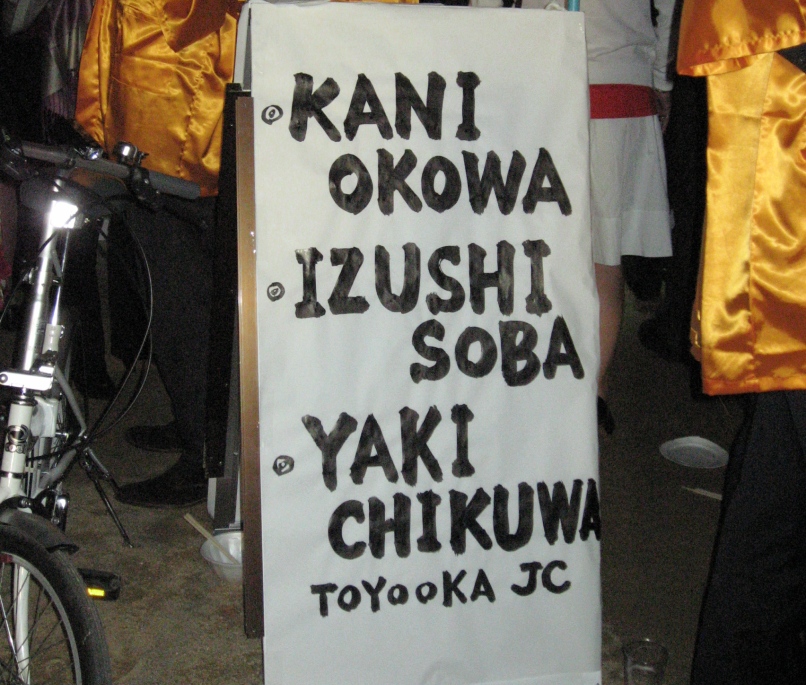 ◎KANI
OKOWA
◎IZUSHI
SOBA
◎YAKI
CHIKUWA
TOYOOKA JC